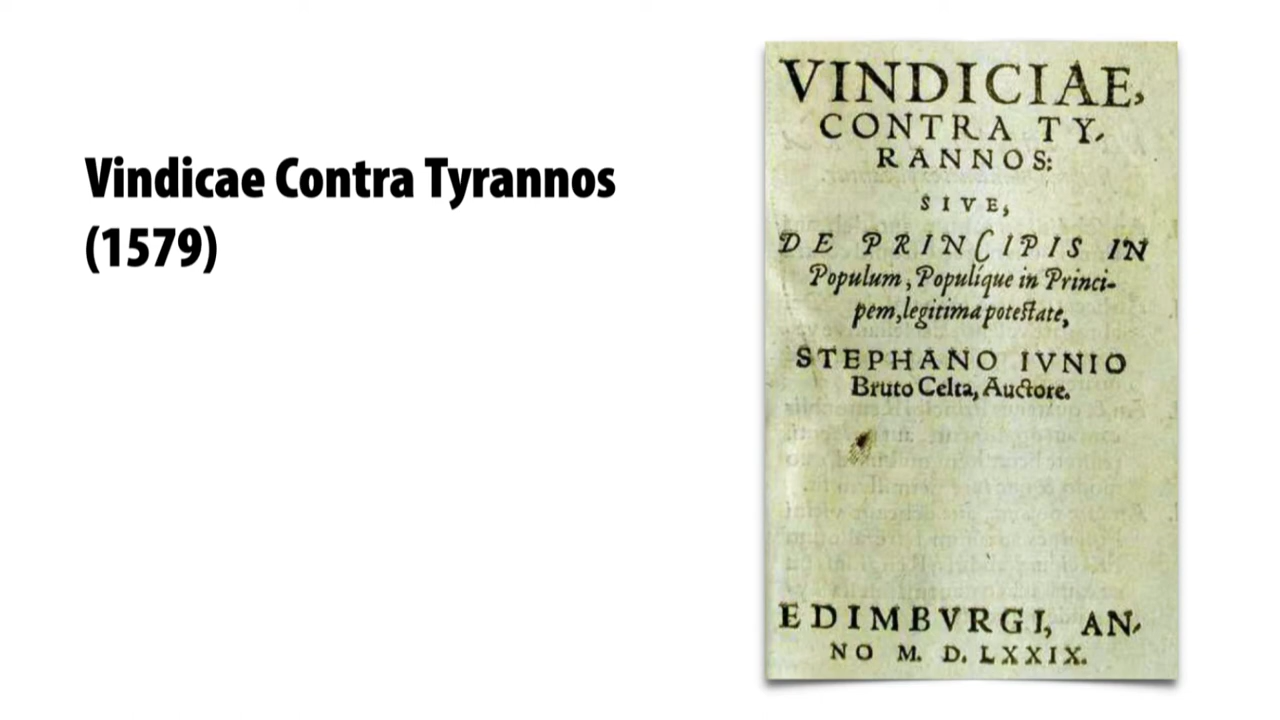 Vindicae Contra Tyrannos
(1579)
VINDICIAE,
CONTRA TY-
RANNOS:
SIVE,
DE PRINCIPIS IN
Populum, Populíque in Princi-
pem, legitima potestate,
STEPHANO IVNIO
Bruto Celta, Auctore.
EDIMBVRGI, AN-
NO M. D. LXXIX.